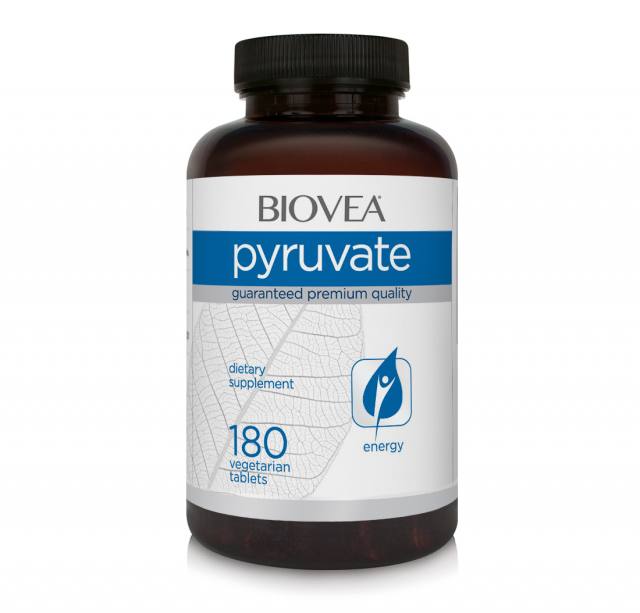 BIOVEA®
pyruvate
guaranteed premium quality
dietary
supplement
180
vegetarian
tablets
energy